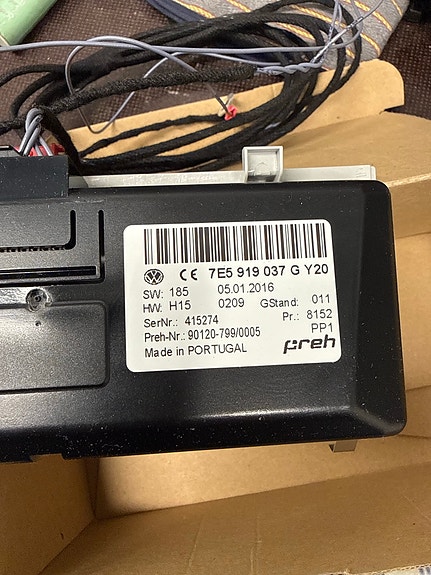 CE 7E5 919 037 G Y20
SW: 185 05.01.2016
HW: H15 0209 GStand: 011
SerNr.: 415274 Pr.: 8152
Preh-Nr.: 90120-799/0005 PP1
Made in PORTUGAL preh